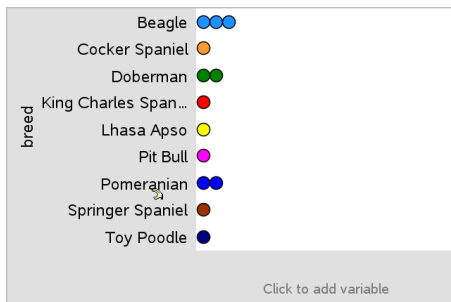 breed
Beagle
Cocker Spaniel
Doberman
King Charles Span...
Lhasa Apso
Pit Bull
Pomeranian
Springer Spaniel
Toy Poodle
Click to add variable